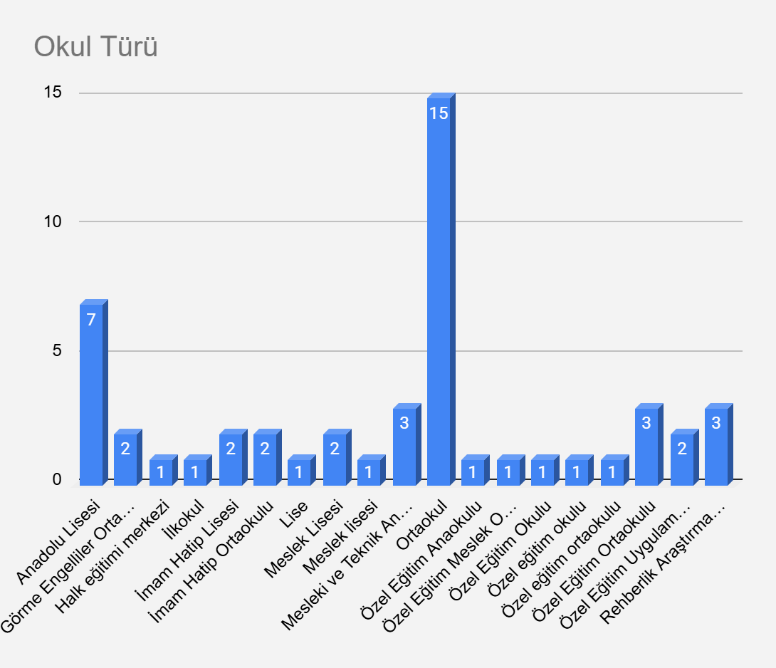 Okul Türü
15
10
5
0
7
2
1
1
2
2
1
2
1
3
15
1
1
1
1
1
3
2
3
Anadolu Lisesi
Görme Engelliler Orta…
Halk eğitimi merkezi
İlkokul
İmam Hatip Lisesi
İmam Hatip Ortaokulu
Lise
Meslek Lisesi
Meslek lisesi
Mesleki ve Teknik An…
Ortaokul
Özel Eğitim Anaokulu
Özel Eğitim Meslek O…
Özel Eğitim Okulu
Özel eğitim okulu
Özel eğitim ortaokulu
Özel Eğitim Ortaokulu
Özel Eğitim Uygulam…
Rehberlik Araştırma…